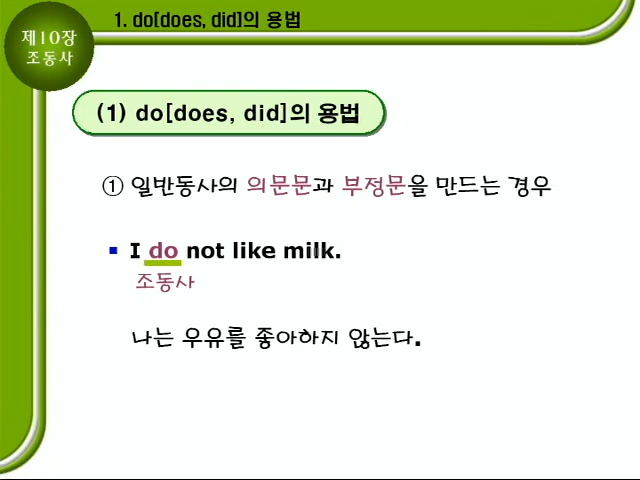 1. do[does, did]의 용법
제10장
조동사
(1) do[does, did]의 용법
① 일반동사의 의문문과 부정문을 만드는 경우
▪ I do not like milk.
조동사
나는 우유를 좋아하지 않는다.